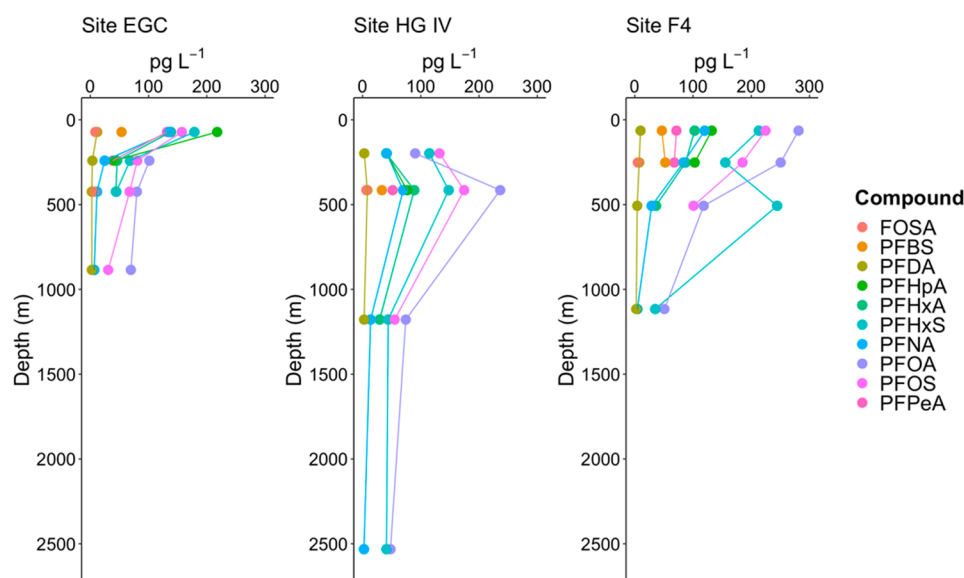 Site EGC
Site HG IV
Site F4
pg L⁻¹
pg L⁻¹
pg L⁻¹
0 100 200 300
0 100 200 300
0 100 200 300
Depth (m)
0
500
1000
1500
2000
2500
Depth (m)
0
500
1000
1500
2000
2500
Depth (m)
0
500
1000
1500
2000
2500
Compound
FOSA
PFBS
PFDA
PFHpA
PFHxA
PFHxS
PFNA
PFOA
PFOS
PFPeA